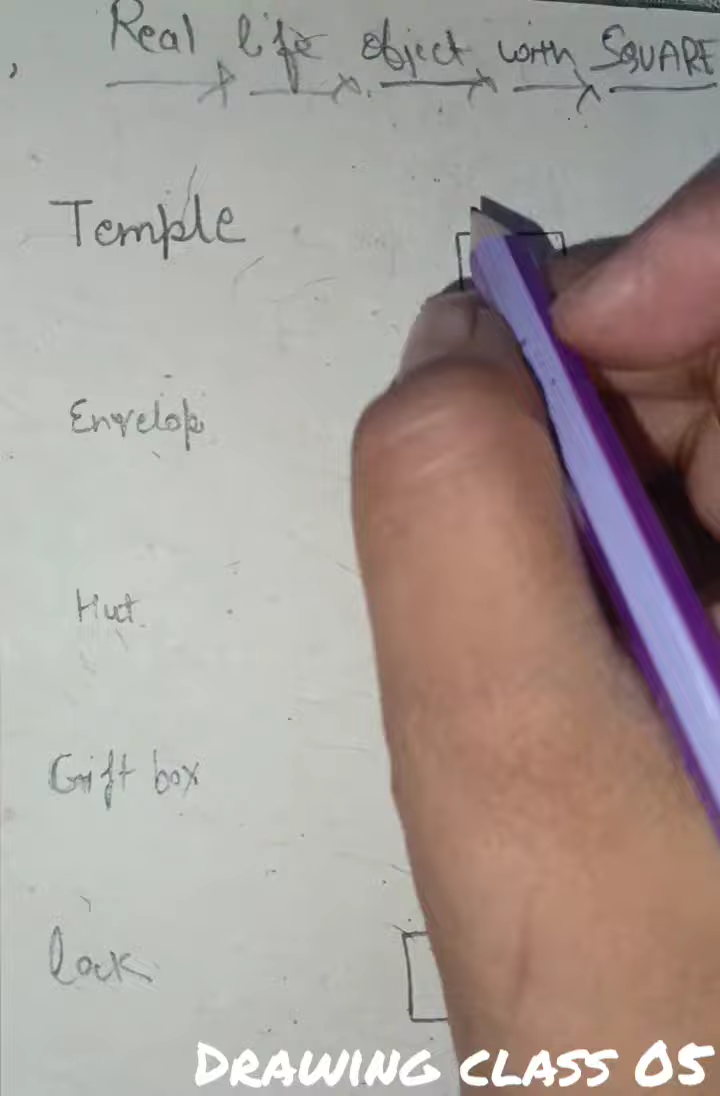 Real life object with SQUARE
Temple
Envelop
Hut
Gift box
lock
DRAWING CLASS 05